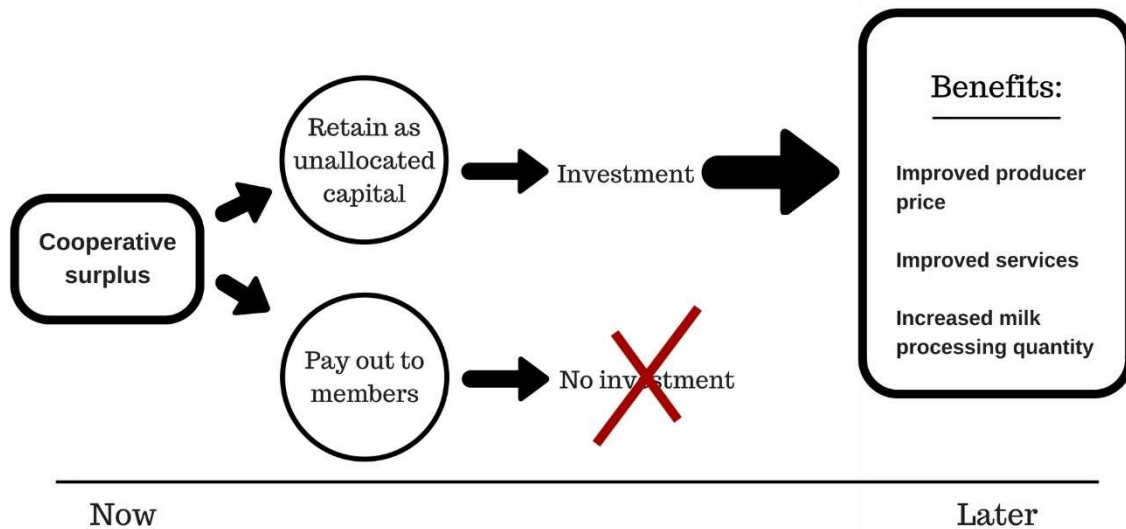 Cooperative
surplus
Retain as
unallocated
capital
Investment
Pay out to
members
No investment
Benefits:
Improved producer
price
Improved services
Increased milk
processing quantity
Now
Later